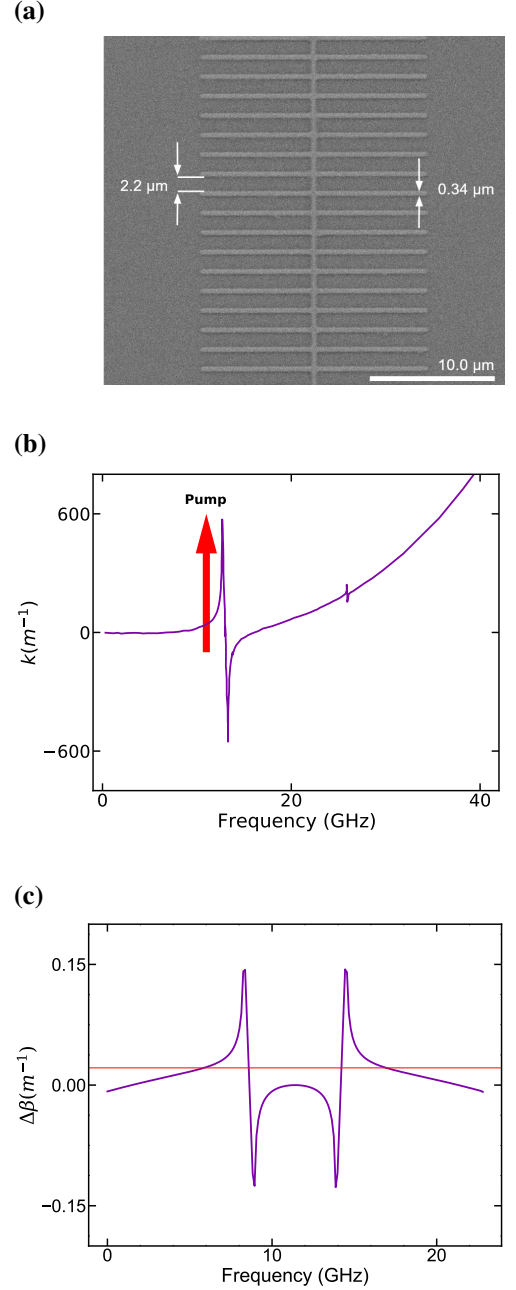 (a)
2.2 μm
0.34 μm
10.0 μm
(b)
Pump
600
0
−600
k(m⁻¹)
0
20
40
Frequency (GHz)
(c)
0.15
0.00
−0.15
Δβ(m⁻¹)
0
10
20
Frequency (GHz)